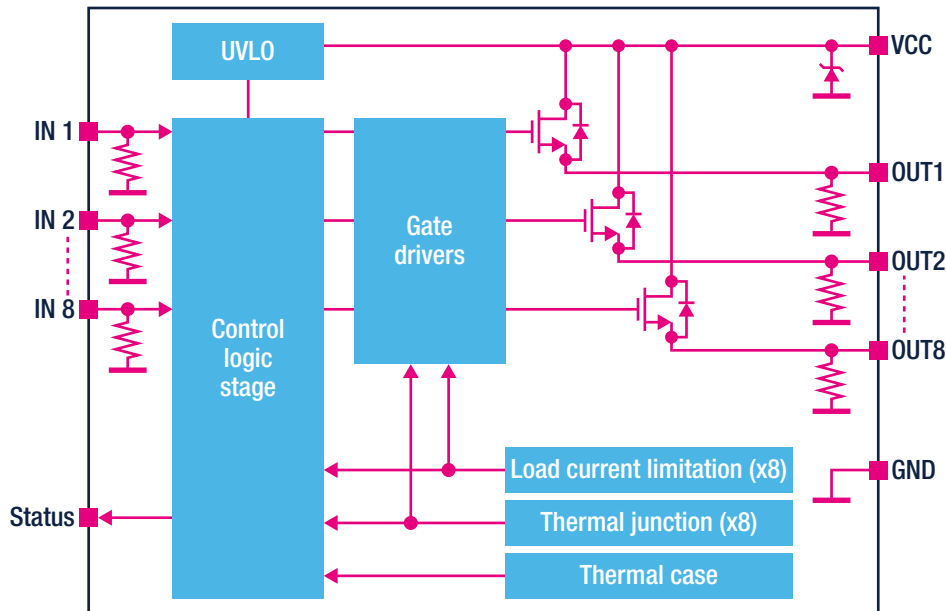 UVLO
VCC
IN 1
OUT1
IN 2
Gate
drivers
OUT2
IN 8
Control
logic
stage
OUT8
Load current limitation (x8)
GND
Status
Thermal junction (x8)
Thermal case